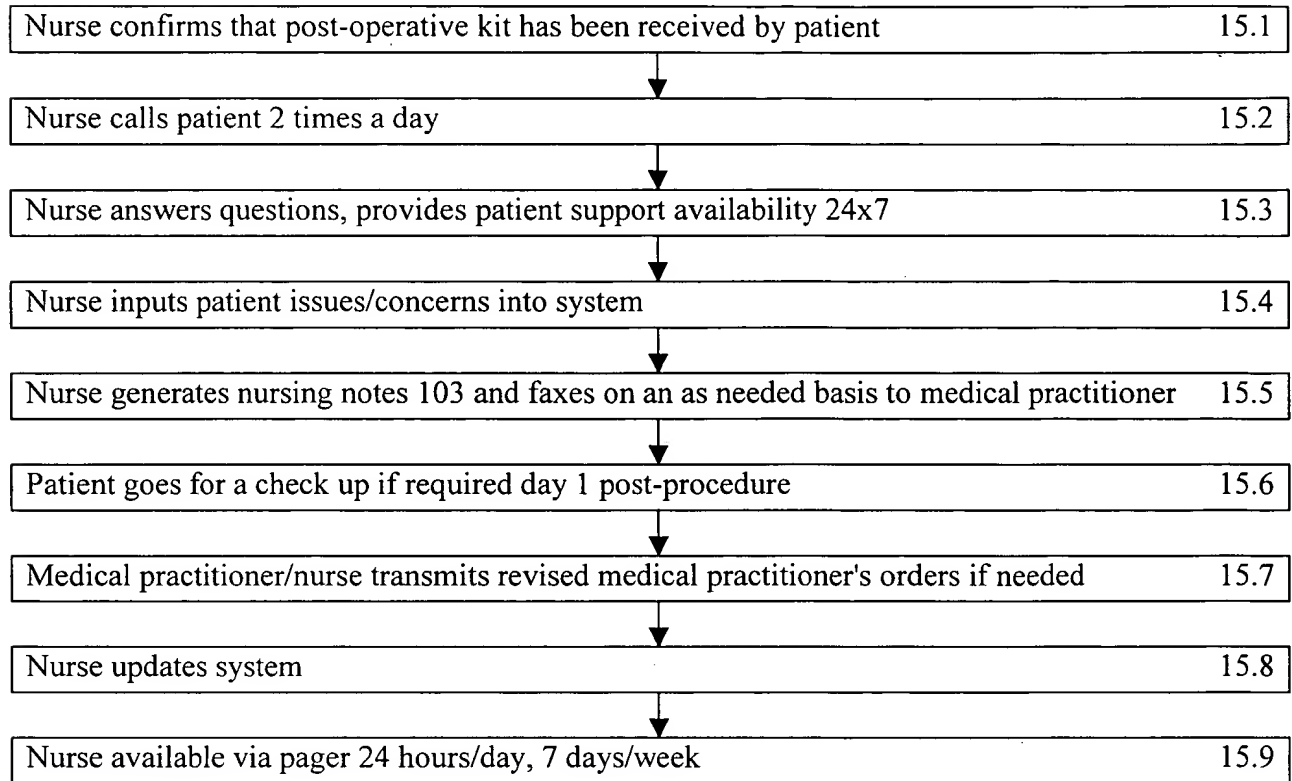 Nurse confirms that post-operative kit has been received by patient 15.1
Nurse calls patient 2 times a day 15.2
Nurse answers questions, provides patient support availability 24x7 15.3
Nurse inputs patient issues/concerns into system 15.4
Nurse generates nursing notes 103 and faxes on an as needed basis to medical practitioner 15.5
Patient goes for a check up if required day 1 post-procedure 15.6
Medical practitioner/nurse transmits revised medical practitioner's orders if needed 15.7
Nurse updates system 15.8
Nurse available via pager 24 hours/day, 7 days/week 15.9